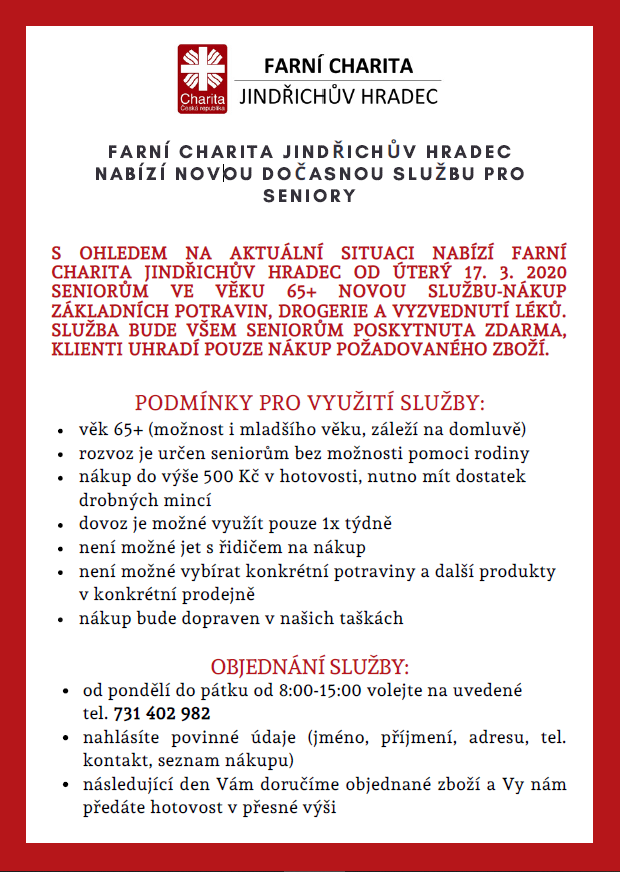 Charita
Česká republika
FARNÍ CHARITA
JINDŘICHŮV HRADEC
FARNÍ CHARITA JINDŘICHŮV HRADEC
NABÍZÍ NOVOU DOČASNOU SLUŽBU PRO
SENIORY
S OHLEDEM NA AKTUÁLNÍ SITUACI NABÍZÍ FARNÍ
CHARITA JINDŘICHŮV HRADEC OD ÚTERÝ 17. 3. 2020
SENIORŮM VE VĚKU 65+ NOVOU SLUŽBU-NÁKUP
ZÁKLADNÍCH POTRAVIN, DROGERIE A VYZVEDNUTÍ LÉKŮ.
SLUŽBA BUDE VŠEM SENIORŮM POSKYTNUTA ZDARMA,
KLIENTI UHRADÍ POUZE NÁKUP POŽADOVANÉHO ZBOŽÍ.
PODMÍNKY PRO VYUŽITÍ SLUŽBY:
• věk 65+ (možnost i mladšího věku, záleží na domluvě)
• rozvoz je určen seniorům bez možnosti pomoci rodiny
• nákup do výše 500 Kč v hotovosti, nutno mít dostatek
drobných mincí
• dovoz je možné využít pouze 1x týdně
• není možné jet s řidičem na nákup
• není možné vybírat konkrétní potraviny a další produkty
v konkrétní prodejně
• nákup bude dopraven v našich taškách
OBJEDNÁNÍ SLUŽBY:
• od pondělí do pátku od 8:00-15:00 volejte na uvedené
tel. 731 402 982
• nahlásíte povinné údaje (jméno, příjmení, adresu, tel.
kontakt, seznam nákupu)
• následující den Vám doručíme objednané zboží a Vy nám
předáte hotovost v přesné výši